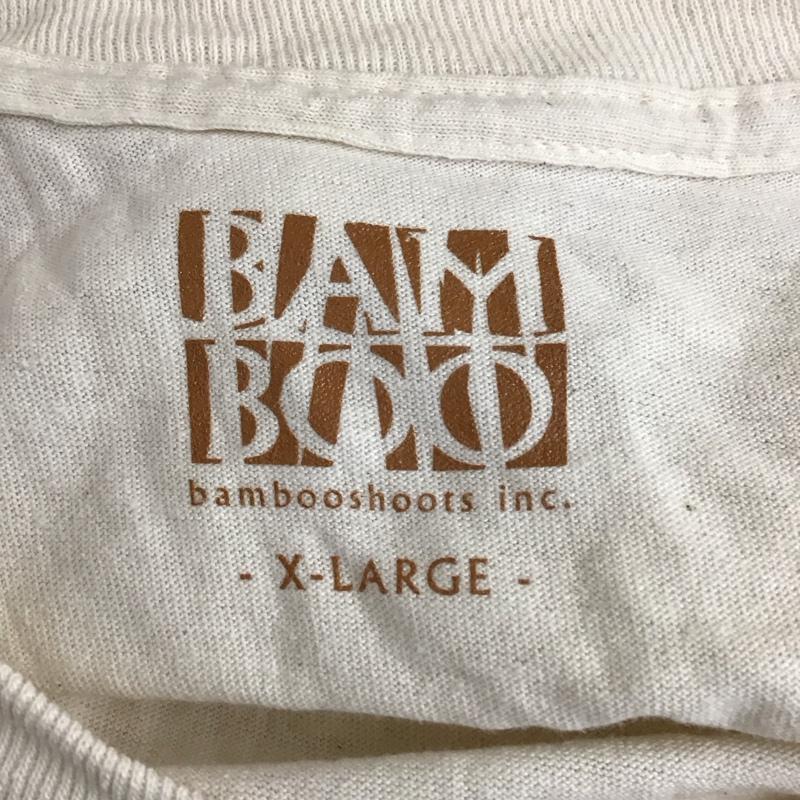 BAM
BOO
bambooshoots inc.
- X-LARGE -